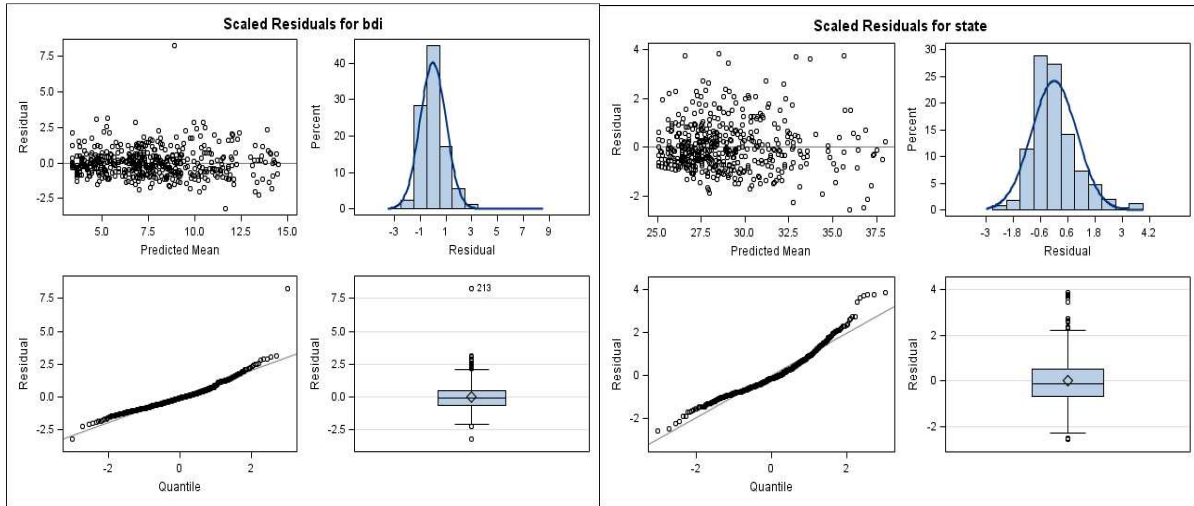 Scaled Residuals for bdi
Residual
7.5
5.0
2.5
0.0
-2.5
5.0 7.5 10.0 12.5 15.0
Predicted Mean
Percent
40
30
20
10
0
-3 -1 1 3 5 7 9
Residual
Residual
7.5
5.0
2.5
0.0
-2.5
-2 0 2
Quantile
Residual
7.5
5.0
2.5
0.0
-2.5
213
Scaled Residuals for state
Residual
4
2
0
-2
25.0 27.5 30.0 32.5 35.0 37.5
Predicted Mean
Percent
30
25
20
15
10
5
0
-3 -1.8 -0.6 0.6 1.8 3 4.2
Residual
Residual
4
2
0
-2
-2 0 2
Quantile
Residual
4
2
0
-2